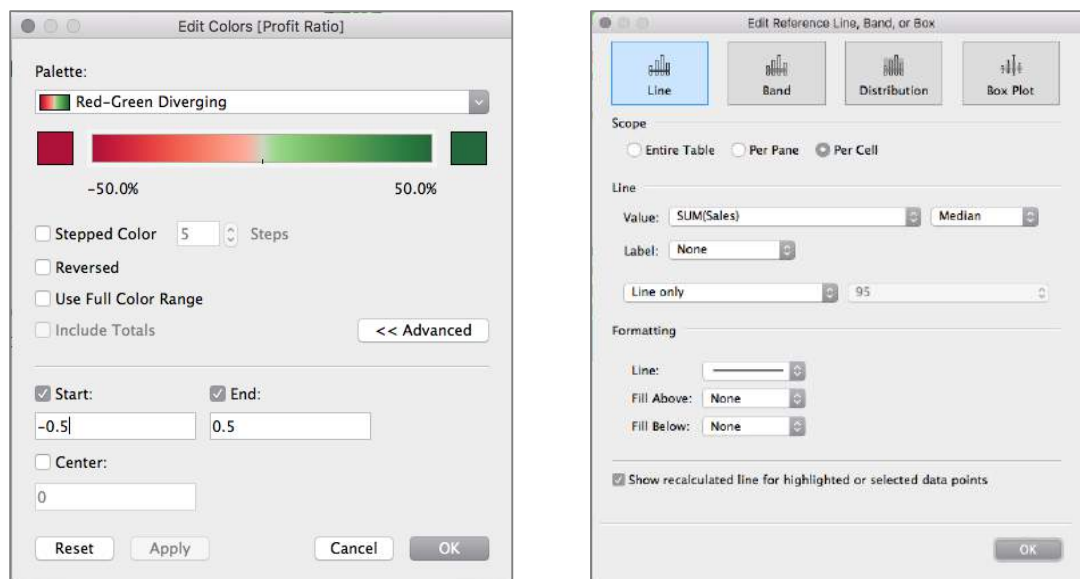 Edit Colors [Profit Ratio]
Palette:
Red-Green Diverging
-50.0% 50.0%
Stepped Color 5 Steps
Reversed
Use Full Color Range
Include Totals << Advanced
Start: End:
-0.5 0.5
Center:
0
Reset Apply Cancel OK
Edit Reference Line, Band, or Box
Line Band Distribution Box Plot
Scope
Entire Table Per Pane Per Cell
Line
Value: SUM(Sales) Median
Label: None
Line only 95
Formatting
Line:
Fill Above: None
Fill Below: None
Show recalculated line for highlighted or selected data points
OK